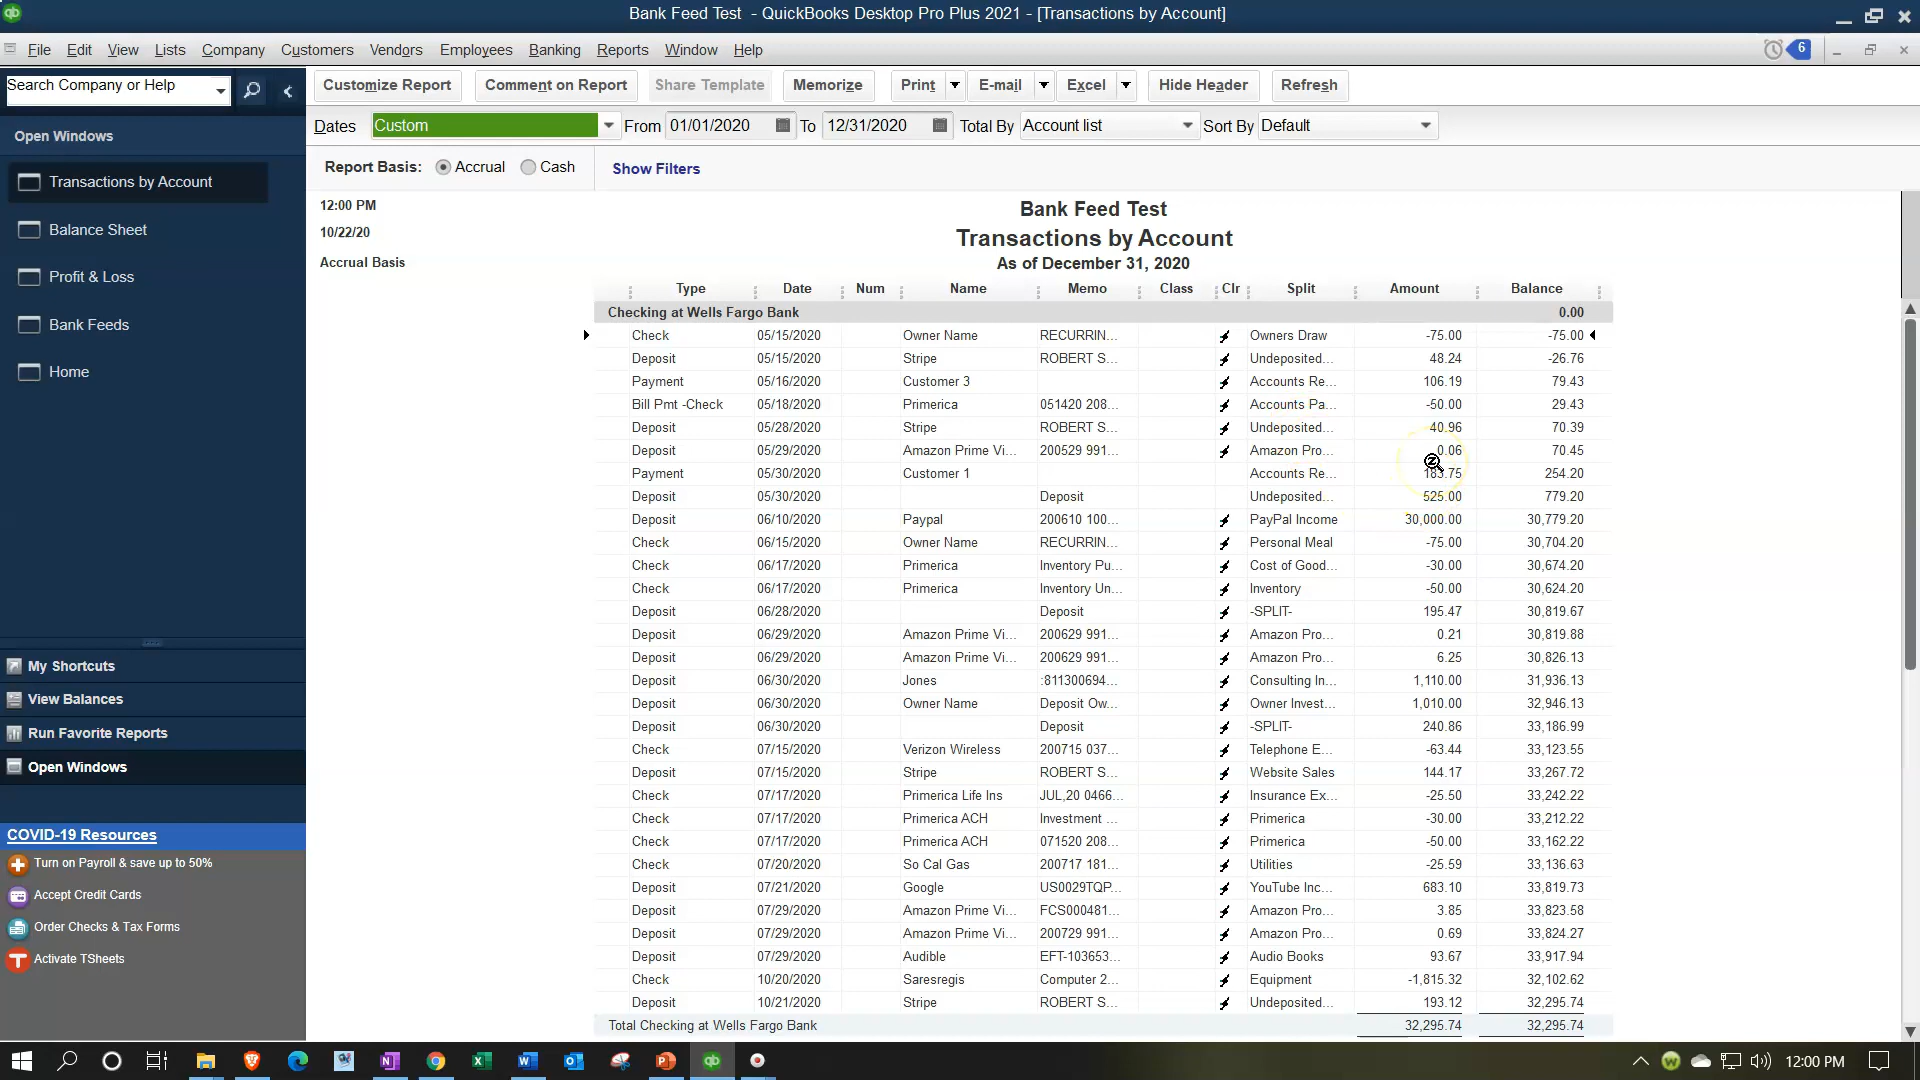 Bank Feed Test - QuickBooks Desktop Pro Plus 2021 - [Transactions by Account]
File Edit View Lists Company Customers Vendors Employees Banking Reports Window Help 6
Search Company or Help
Customize Report Comment on Report Share Template Memorize Print E-mail Excel Hide Header Refresh
Dates Custom From 01/01/2020 To 12/31/2020 Total By Account list Sort By Default
Report Basis: Accrual Cash Show Filters
Open Windows
Transactions by Account
Balance Sheet
Profit & Loss
Bank Feeds
Home
My Shortcuts
View Balances
Run Favorite Reports
Open Windows
COVID-19 Resources
Turn on Payroll & save up to 50%
Accept Credit Cards
Order Checks & Tax Forms
Activate TSheets
12:00 PM
10/22/20
Accrual Basis
Bank Feed Test
Transactions by Account
As of December 31, 2020
Type Date Num Name Memo Class Clr Split Amount Balance
Checking at Wells Fargo Bank 0.00
Check 05/15/2020 Owner Name RECURRIN... Owners Draw -75.00 -75.00
Deposit 05/15/2020 Stripe ROBERT S... Undeposited... 48.24 -26.76
Payment 05/16/2020 Customer 3 Accounts Re... 106.19 79.43
Bill Pmt -Check 05/18/2020 Primerica 051420 208... Accounts Pa... -50.00 29.43
Deposit 05/28/2020 Stripe ROBERT S... Undeposited... 40.96 70.39
Deposit 05/29/2020 Amazon Prime Vi... 200529 991... Amazon Pro... 0.06 70.45
Payment 05/30/2020 Customer 1 Accounts Re... 183.75 254.20
Deposit 05/30/2020 Deposit Undeposited... 525.00 779.20
Deposit 06/10/2020 Paypal 200610 100... PayPal Income 30,000.00 30,779.20
Check 06/15/2020 Owner Name RECURRIN... Personal Meal -75.00 30,704.20
Check 06/17/2020 Primerica Inventory Pu... Cost of Good... -30.00 30,674.20
Check 06/17/2020 Primerica Inventory Un... Inventory -50.00 30,624.20
Deposit 06/28/2020 Deposit -SPLIT- 195.47 30,819.67
Deposit 06/29/2020 Amazon Prime Vi... 200629 991... Amazon Pro... 0.21 30,819.88
Deposit 06/29/2020 Amazon Prime Vi... 200629 991... Amazon Pro... 6.25 30,826.13
Deposit 06/30/2020 Jones :811300694... Consulting In... 1,110.00 31,936.13
Deposit 06/30/2020 Owner Name Deposit Ow... Owner Invest... 1,010.00 32,946.13
Deposit 06/30/2020 Deposit -SPLIT- 240.86 33,186.99
Check 07/15/2020 Verizon Wireless 200715 037... Telephone E... -63.44 33,123.55
Deposit 07/15/2020 Stripe ROBERT S... Website Sales 144.17 33,267.72
Check 07/17/2020 Primerica Life Ins JUL,20 0466... Insurance Ex... -25.50 33,242.22
Check 07/17/2020 Primerica ACH Investment ... Primerica -30.00 33,212.22
Check 07/17/2020 Primerica ACH 071520 208... Primerica -50.00 33,162.22
Check 07/20/2020 So Cal Gas 200717 181... Utilities -25.59 33,136.63
Deposit 07/21/2020 Google US0029TQP... YouTube Inc... 683.10 33,819.73
Deposit 07/29/2020 Amazon Prime Vi... FCS000481... Amazon Pro... 3.85 33,823.58
Deposit 07/29/2020 Amazon Prime Vi... 200729 991... Amazon Pro... 0.69 33,824.27
Deposit 07/29/2020 Audible EFT-103653... Audio Books 93.67 33,917.94
Check 10/20/2020 Saresregis Computer 2... Equipment -1,815.32 32,102.62
Deposit 10/21/2020 Stripe ROBERT S... Undeposited... 193.12 32,295.74
Total Checking at Wells Fargo Bank 32,295.74 32,295.74
12:00 PM